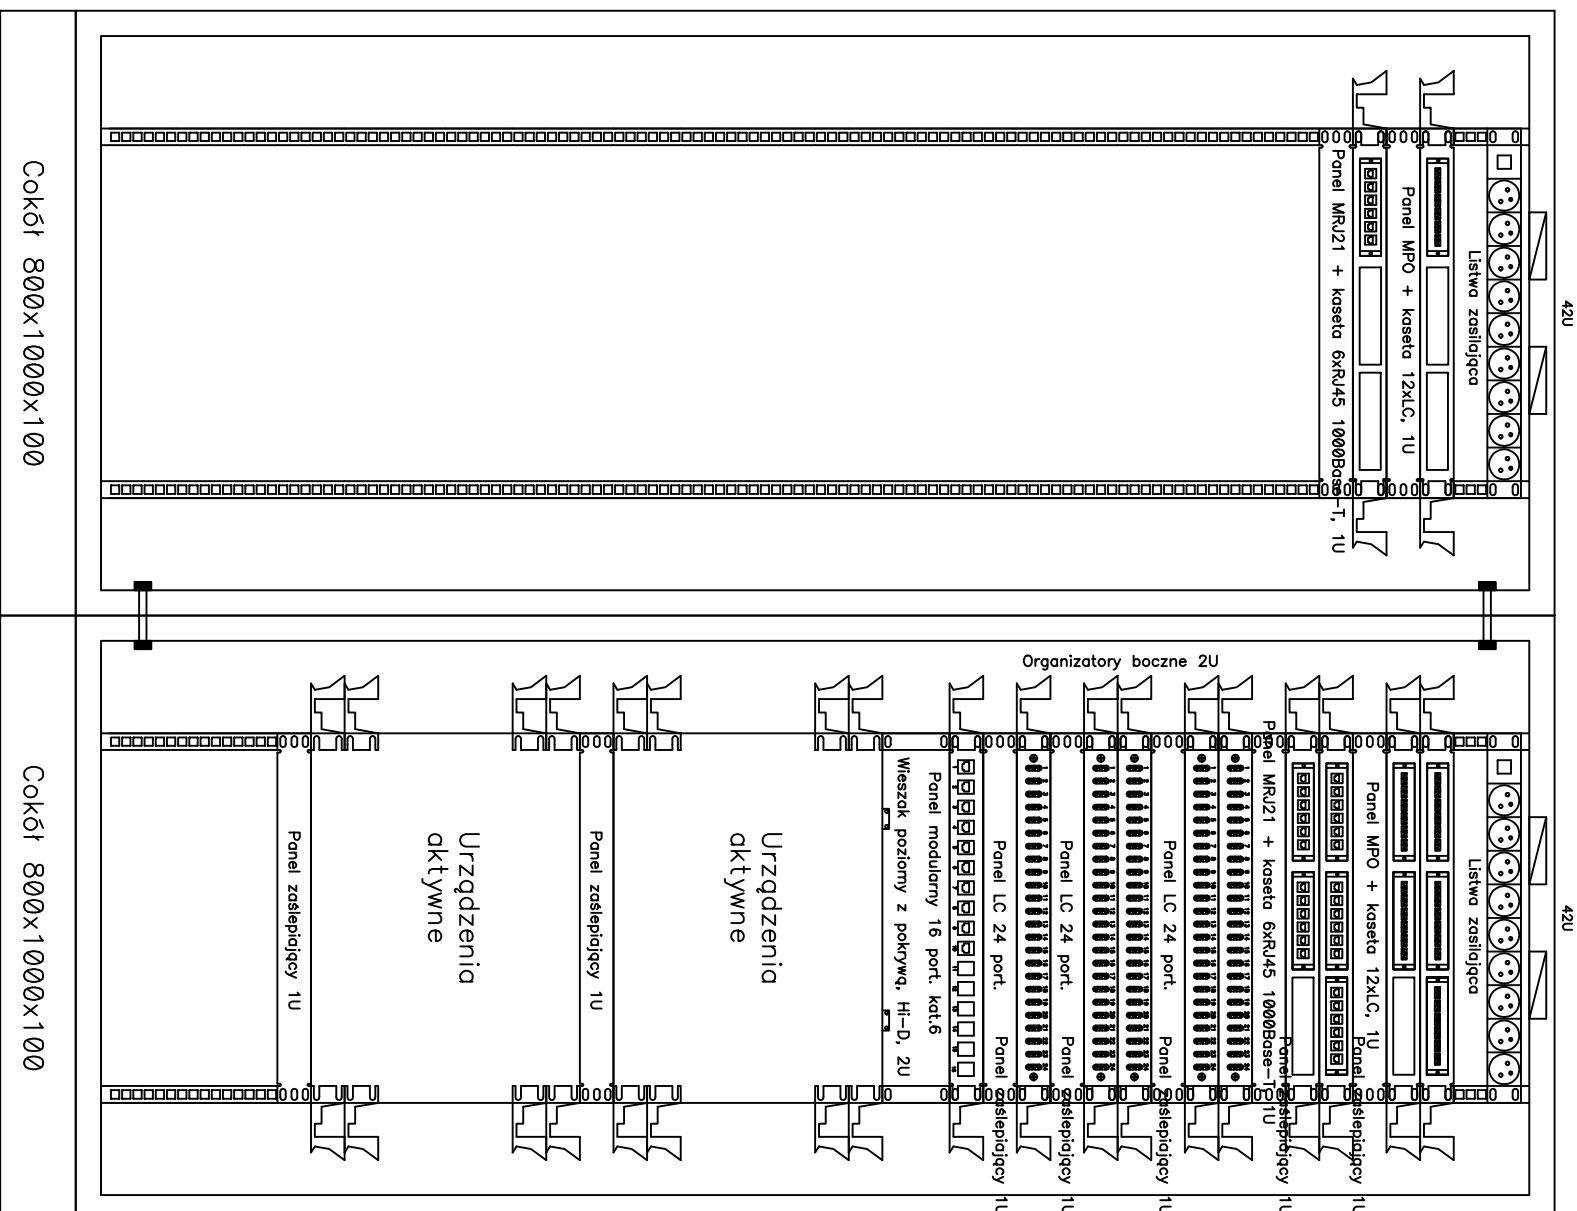 42U
Listwa zasilająca
Panel MPO + kaseta 12xLC, 1U
Panel MRJ21 + kaseta 6xRJ45 1000Base-T, 1U
Cokół 800x1000x100
42U
Listwa zasilająca
Panel MPO + kaseta 12xLC, 1U
Panel zaślepiający 1U
Panel zaślepiający 1U
Panel MRJ21 + kaseta 6xRJ45 1000Base-T, 1U
Organizatory boczne 2U
Panel LC 24 port.
Panel zaślepiający 1U
Panel LC 24 port.
Panel zaślepiający 1U
Panel LC 24 port.
Panel zaślepiający 1U
Panel modularny 16 port. kat.6
Wieszak poziomy z pokrywą, Hi-D, 2U
Urządzenia
aktywne
Panel zaślepiający 1U
Urządzenia
aktywne
Panel zaślepiający 1U
Cokół 800x1000x100